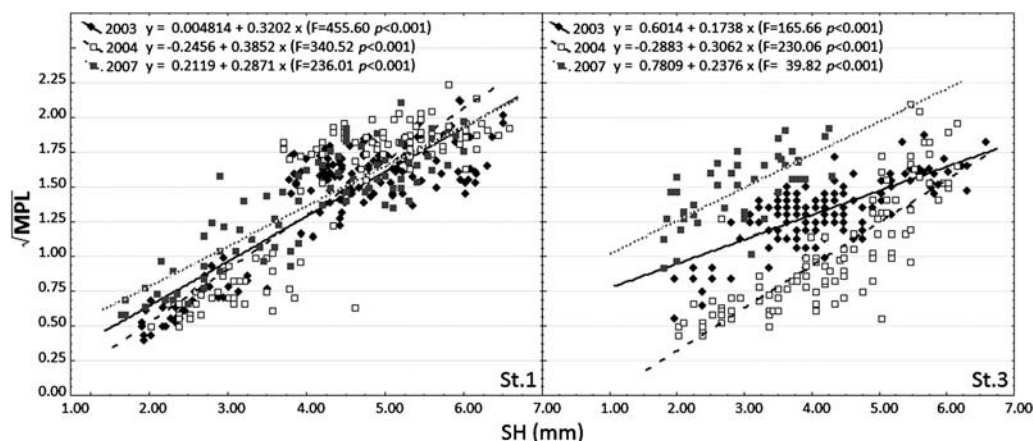 2003 y = 0.004814 + 0.3202 x (F=455.60 p<0.001)
2004 y = -0.2456 + 0.3852 x (F=340.52 p<0.001)
2007 y = 0.2119 + 0.2871 x (F=236.01 p<0.001)
2003 y = 0.6014 + 0.1738 x (F=165.66 p<0.001)
2004 y =-0.2883 + 0.3062 x (F=230.06 p<0.001)
2007 y = 0.7809 + 0.2376 x (F= 39.82 p<0.001)
2.25
2.00
1.75
1.50
1.25
1.00
0.75
0.50
0.25
0.00
√MPL
St.1
St.3
1.00 2.00 3.00 4.00 5.00 6.00 7.00 1.00 2.00 3.00 4.00 5.00 6.00 7.00
SH (mm)